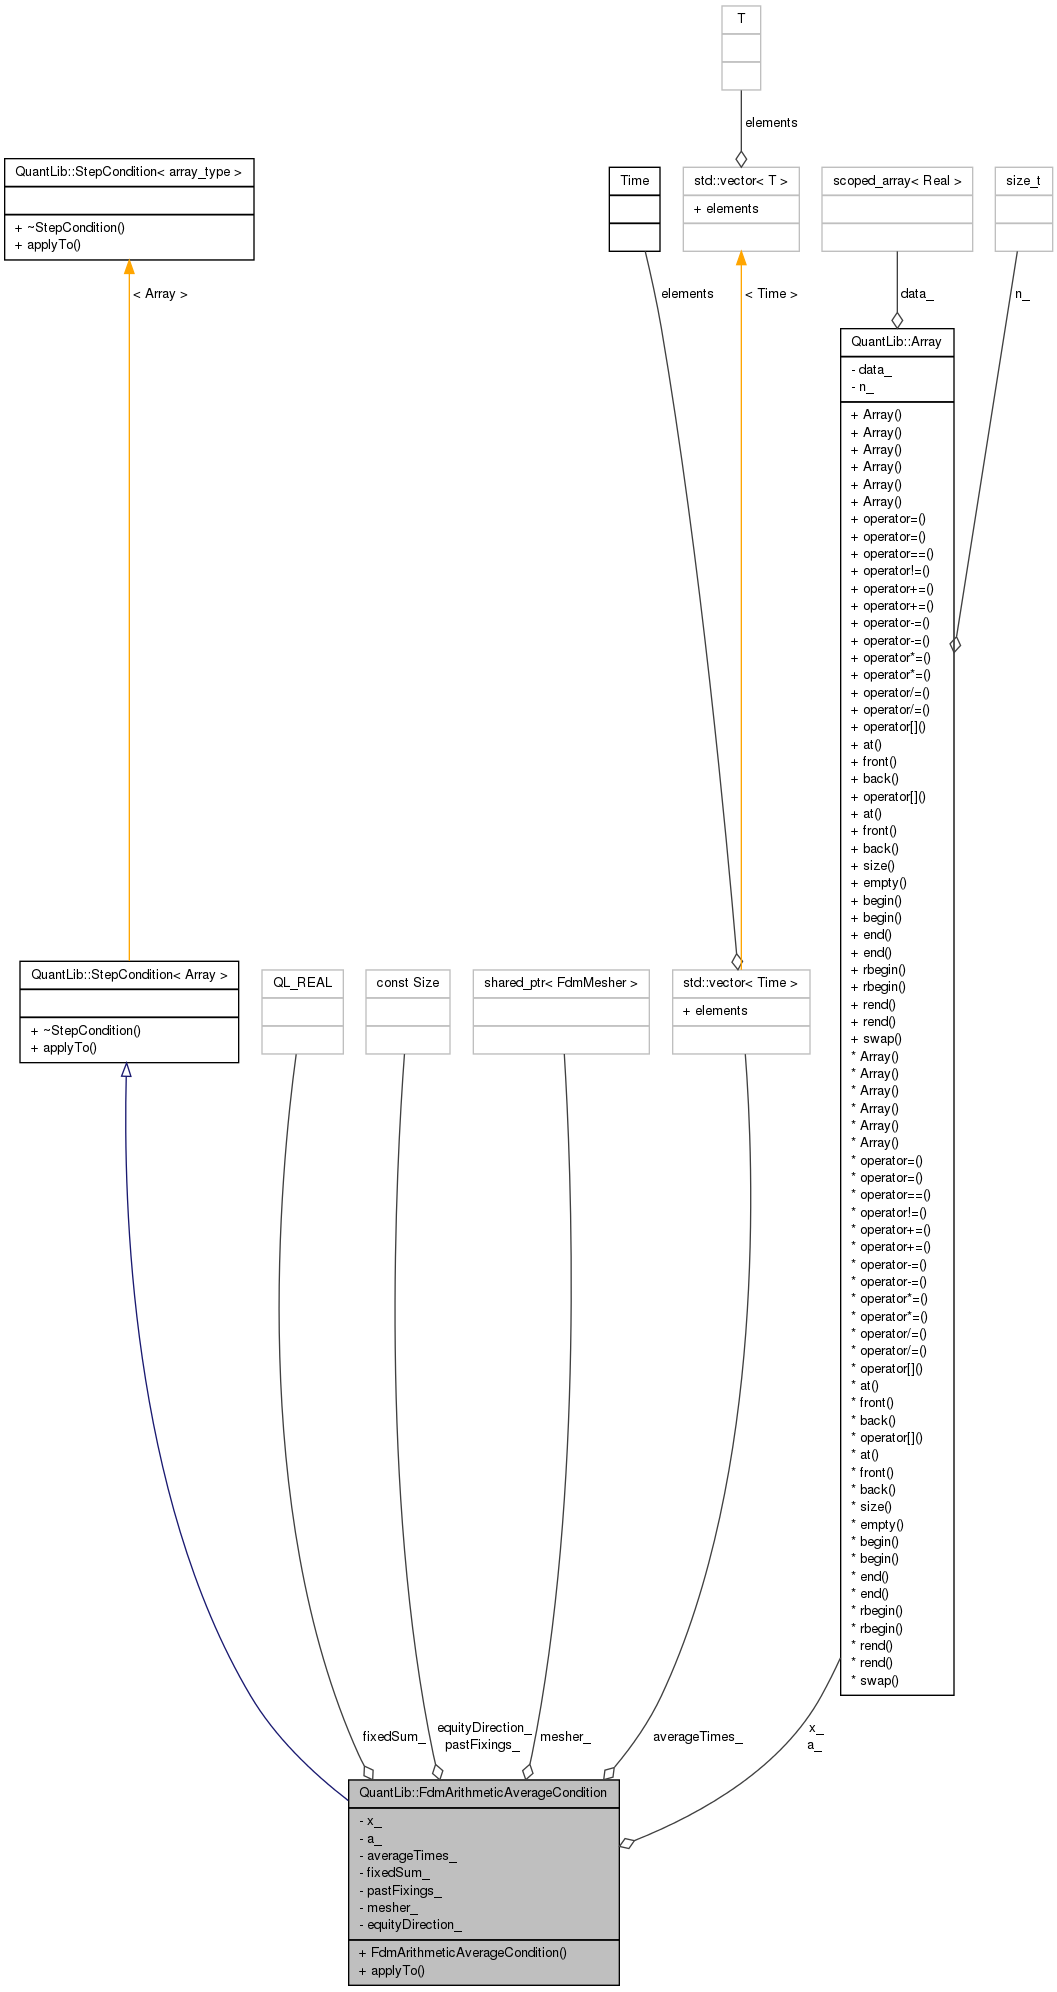 T
elements
QuantLib::StepCondition< array_type >
+ ~StepCondition()
+ applyTo()
Time
std::vector< T >
+ elements
scoped_array< Real >
size_t
< Array >
elements
< Time >
data_
n_
QuantLib::Array
- data_
- n_
+ Array()
+ Array()
+ Array()
+ Array()
+ Array()
+ Array()
+ operator=()
+ operator=()
+ operator==()
+ operator!=()
+ operator+=()
+ operator+=()
+ operator-=()
+ operator-=()
+ operator*=()
+ operator*=()
+ operator/=()
+ operator/=()
+ operator[]()
+ at()
+ front()
+ back()
+ operator[]()
+ at()
+ front()
+ back()
+ size()
+ empty()
+ begin()
+ begin()
+ end()
+ end()
+ rbegin()
+ rbegin()
+ rend()
+ rend()
+ swap()
* Array()
* Array()
* Array()
* Array()
* Array()
* Array()
* operator=()
* operator=()
* operator==()
* operator!=()
* operator+=()
* operator+=()
* operator-=()
* operator-=()
* operator*=()
* operator*=()
* operator/=()
* operator/=()
* operator[]()
* at()
* front()
* back()
* operator[]()
* at()
* front()
* back()
* size()
* empty()
* begin()
* begin()
* end()
* end()
* rbegin()
* rbegin()
* rend()
* rend()
* swap()
QuantLib::StepCondition< Array >
+ ~StepCondition()
+ applyTo()
QL_REAL
const Size
shared_ptr< FdmMesher >
std::vector< Time >
+ elements
fixedSum_
equityDirection_
pastFixings_
mesher_
averageTimes_
x_
a_
QuantLib::FdmArithmeticAverageCondition
- x_
- a_
- averageTimes_
- fixedSum_
- pastFixings_
- mesher_
- equityDirection_
+ FdmArithmeticAverageCondition()
+ applyTo()